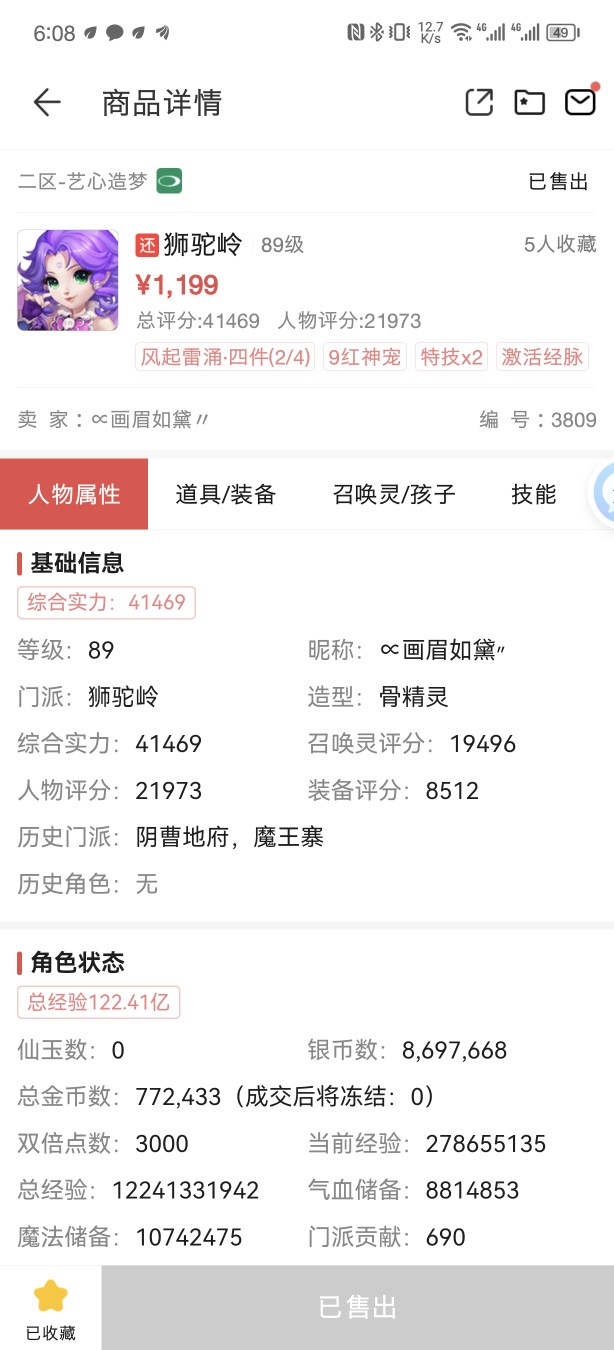 6:08 12.7 K/s 4G 4G 49
商品详情
二区-艺心造梦 已售出
还 狮驼岭 89级 5人收藏
¥1,199
总评分:41469 人物评分:21973
风起雷涌·四件(2/4) 9红神宠 特技x2 激活经脉
卖 家：∝画眉如黛〃 编 号：3809
人物属性 道具/装备 召唤灵/孩子 技能
基础信息
综合实力：41469
等级：89 昵称：∝画眉如黛〃
门派：狮驼岭 造型：骨精灵
综合实力：41469 召唤灵评分：19496
人物评分：21973 装备评分：8512
历史门派：阴曹地府，魔王寨
历史角色：无
角色状态
总经验122.41亿
仙玉数：0 银币数：8,697,668
总金币数：772,433（成交后将冻结：0）
双倍点数：3000 当前经验：278655135
总经验：12241331942 气血储备：8814853
魔法储备：10742475 门派贡献：690
已收藏 已售出